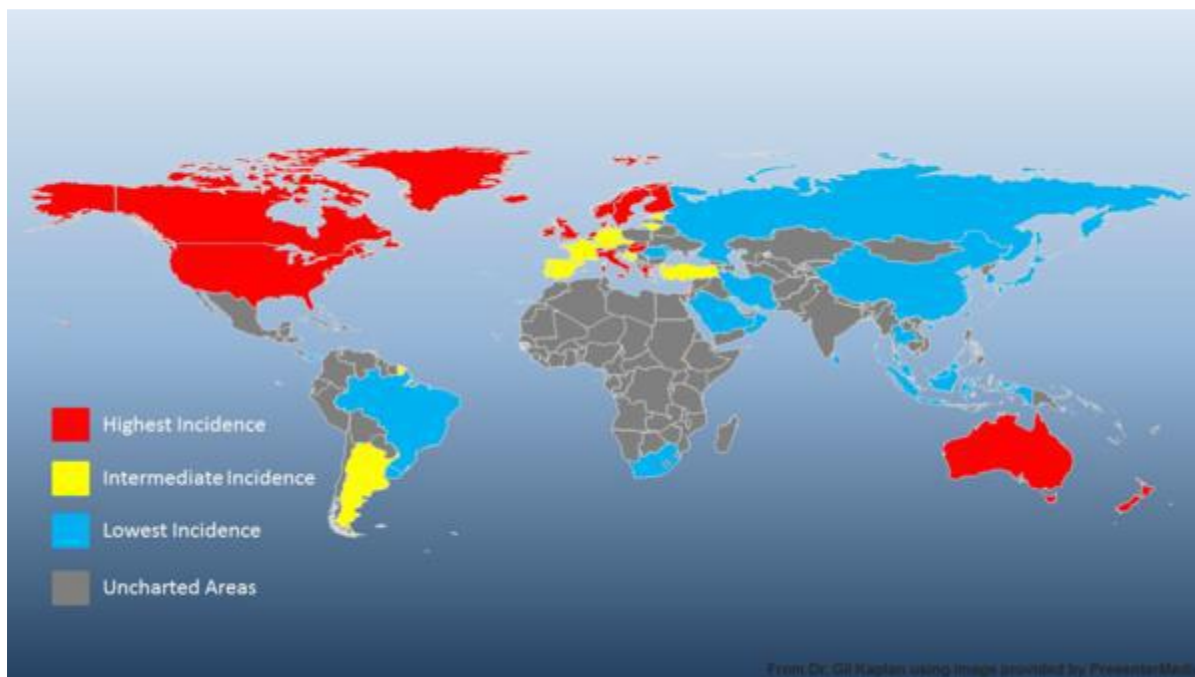 Highest Incidence
Intermediate Incidence
Lowest Incidence
Uncharted Areas
From Dr. Gil Kaplan using image provided by PresenterMedia